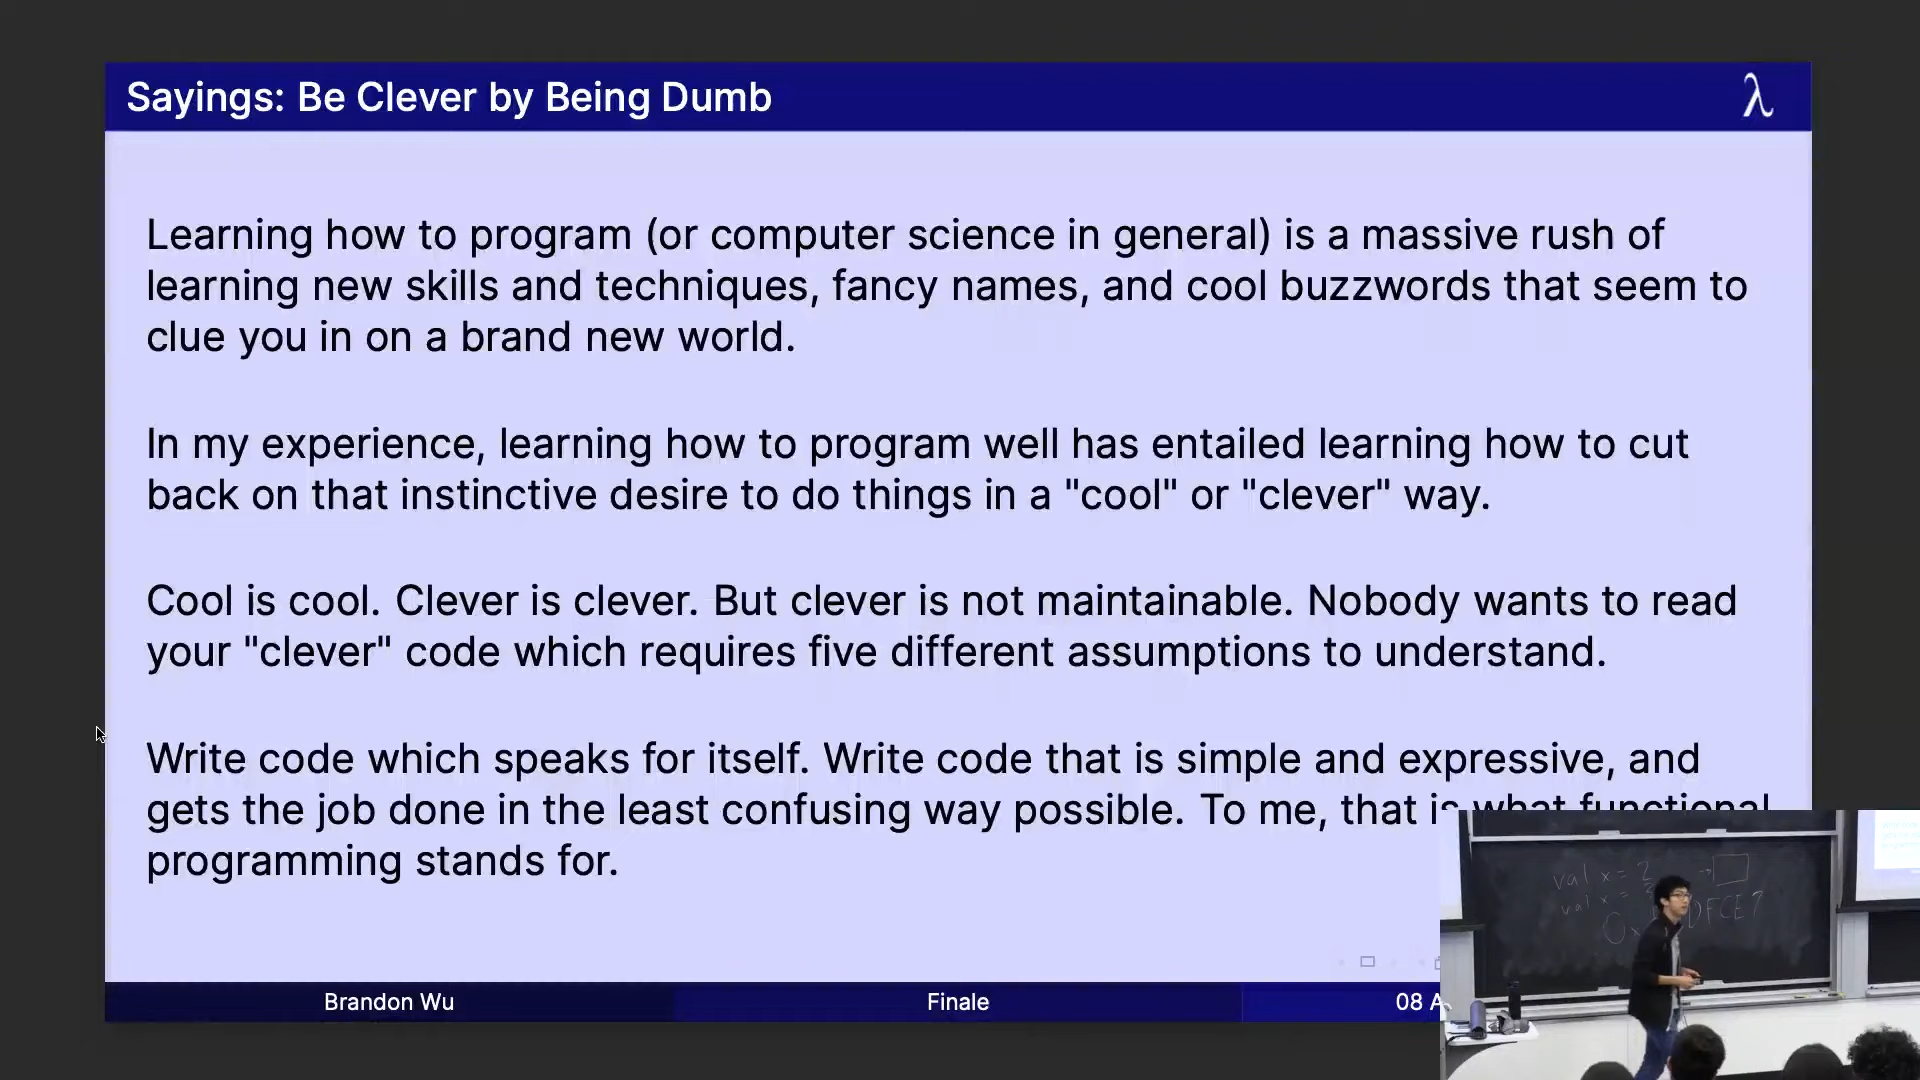 Sayings: Be Clever by Being Dumb
λ
Learning how to program (or computer science in general) is a massive rush of
learning new skills and techniques, fancy names, and cool buzzwords that seem to
clue you in on a brand new world.
In my experience, learning how to program well has entailed learning how to cut
back on that instinctive desire to do things in a "cool" or "clever" way.
Cool is cool. Clever is clever. But clever is not maintainable. Nobody wants to read
your "clever" code which requires five different assumptions to understand.
Write code which speaks for itself. Write code that is simple and expressive, and
gets the job done in the least confusing way possible. To me, that is what functional
programming stands for.
val x = 2
val x =
Brandon Wu
Finale
08 A